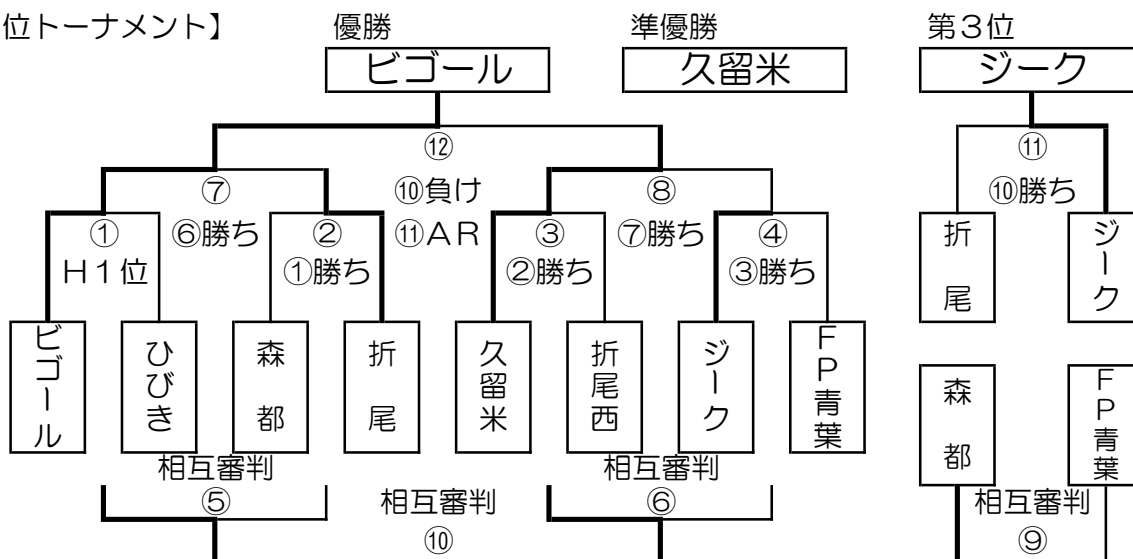 位トーナメント】 優勝 準優勝 第３位
ビゴール 久留米 ジーク
⑫ ⑪
⑦ ⑩負け ⑧ ⑩勝ち
① ⑥勝ち ② ⑪ＡＲ ③ ⑦勝ち ④
Ｈ１位 ①勝ち ②勝ち ③勝ち
折尾 ジーク
ビゴール ひびき 森都 折尾 久留米 折尾西 ジーク ＦＰ青葉
森都 ＦＰ青葉
相互審判 相互審判
⑤ 相互審判 ⑥ 相互審判
⑩ ⑨